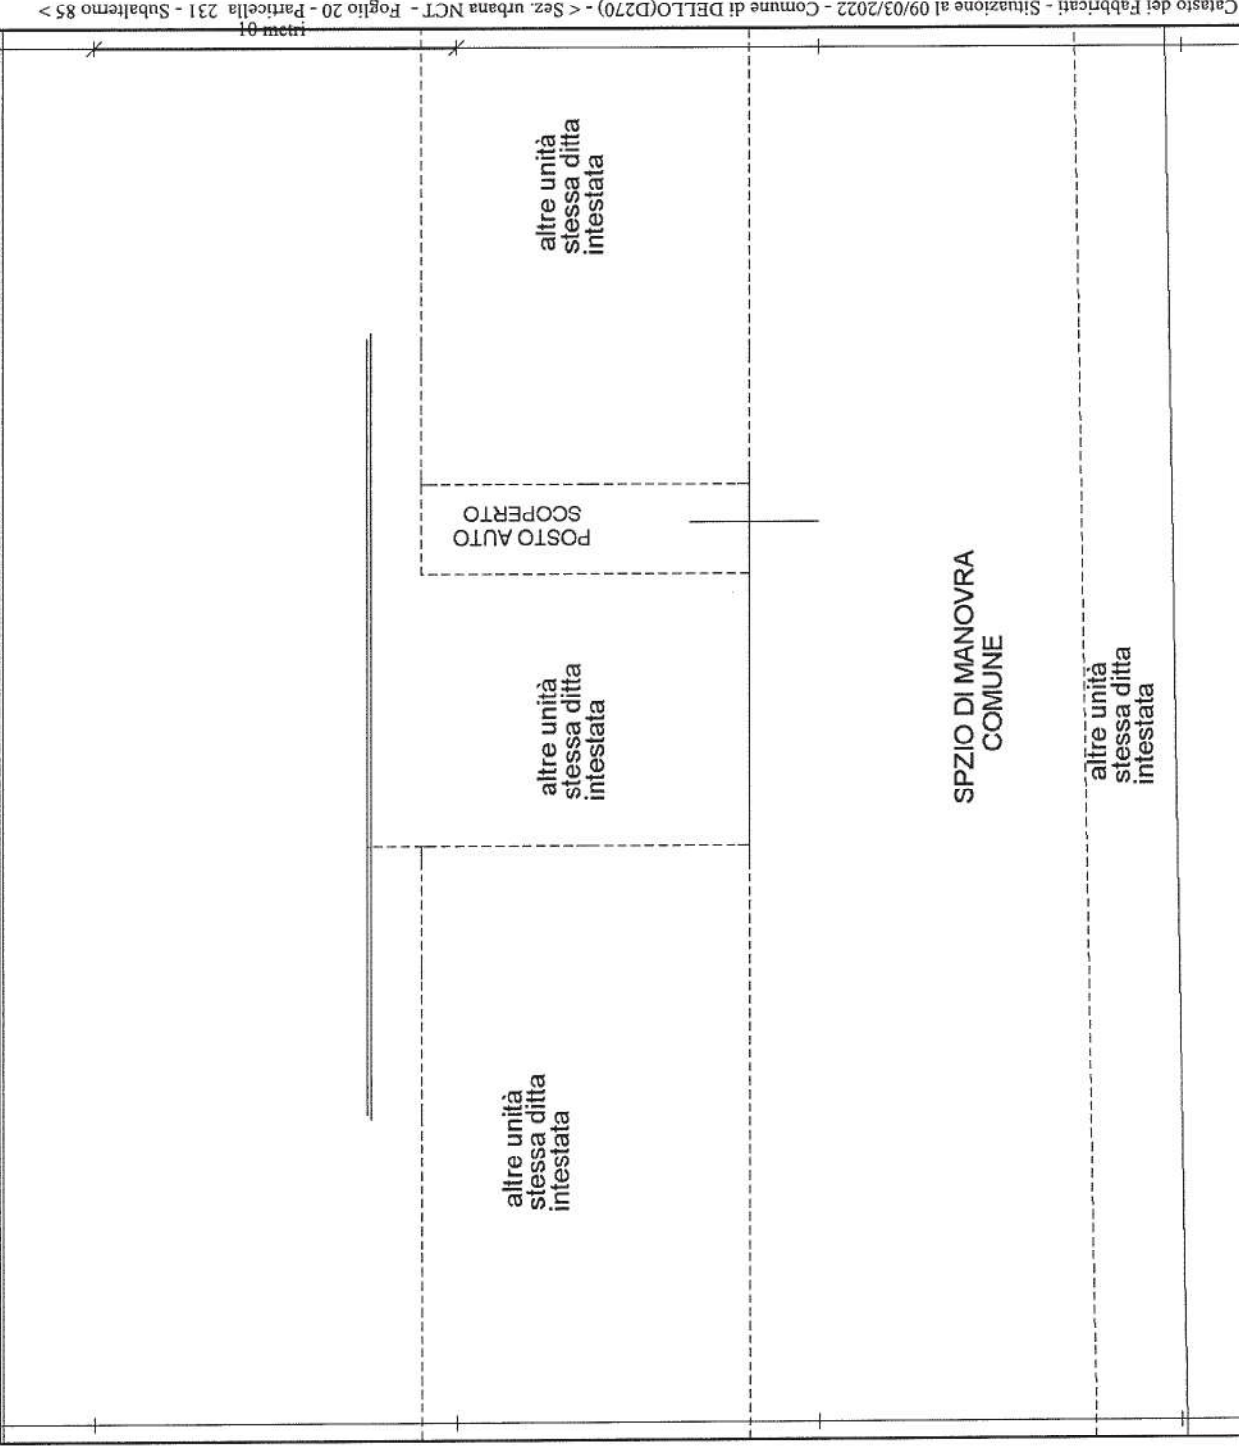 Catasto dei Fabbricati - Situazione al 09/03/2022 - Comune di DELLO(D270) - < Sez. urbana NCT - Foglio 20 - Particella 231 - Subalterno 85 >
10 metri
altre unità
stessa ditta
intestata
POSTO AUTO
SCOPERTO
altre unità
stessa ditta
intestata
SPZIO DI MANOVRA
COMUNE
altre unità
stessa ditta
intestata
altre unità
stessa ditta
intestata